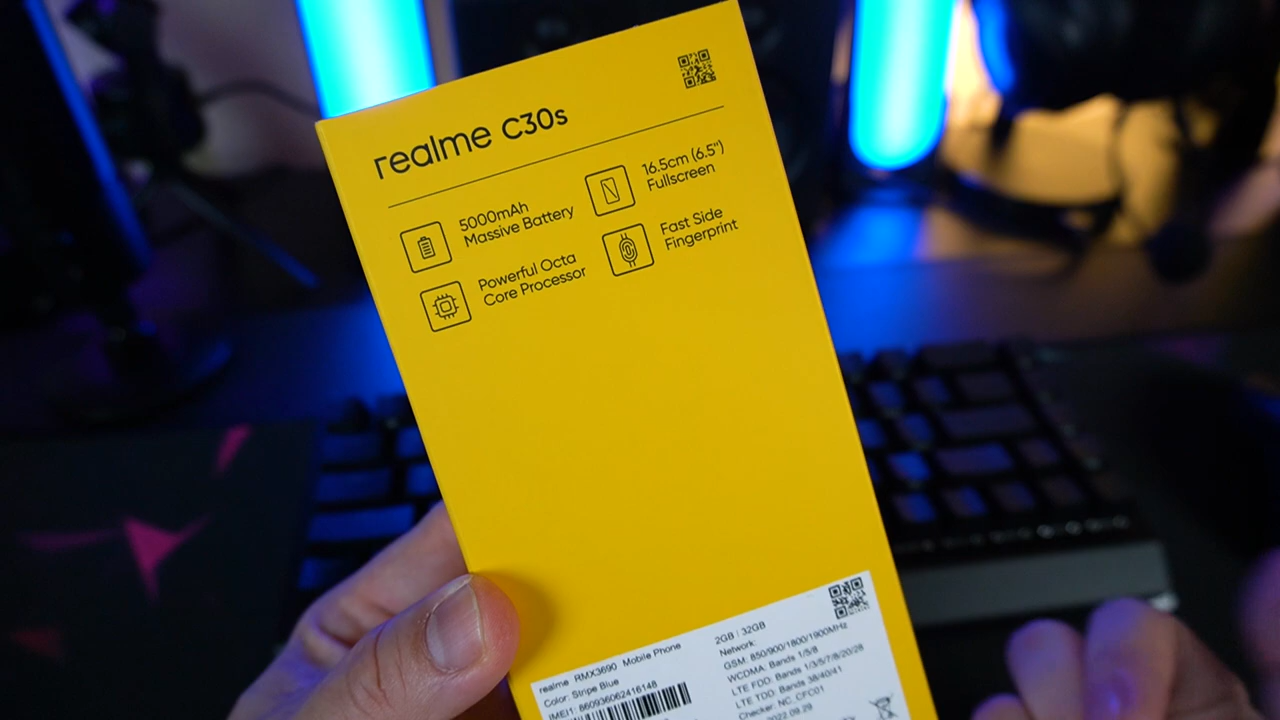 realme C30s
5000mAh
Massive Battery
16.5cm (6.5")
Fullscreen
Powerful Octa
Core Processor
Fast Side
Fingerprint
realme RMX3690 Mobile Phone
Color: Stripe Blue
IMEI1: 860936062416148
2GB | 32GB
Network:
GSM: 850/900/1800/1900MHz
WCDMA: Bands 1/5/8
LTE FDD: Bands 1/3/5/7/8/20/28
LTE TDD: Bands 38/40/41
Checker: NC_CFC01
2022.09.29